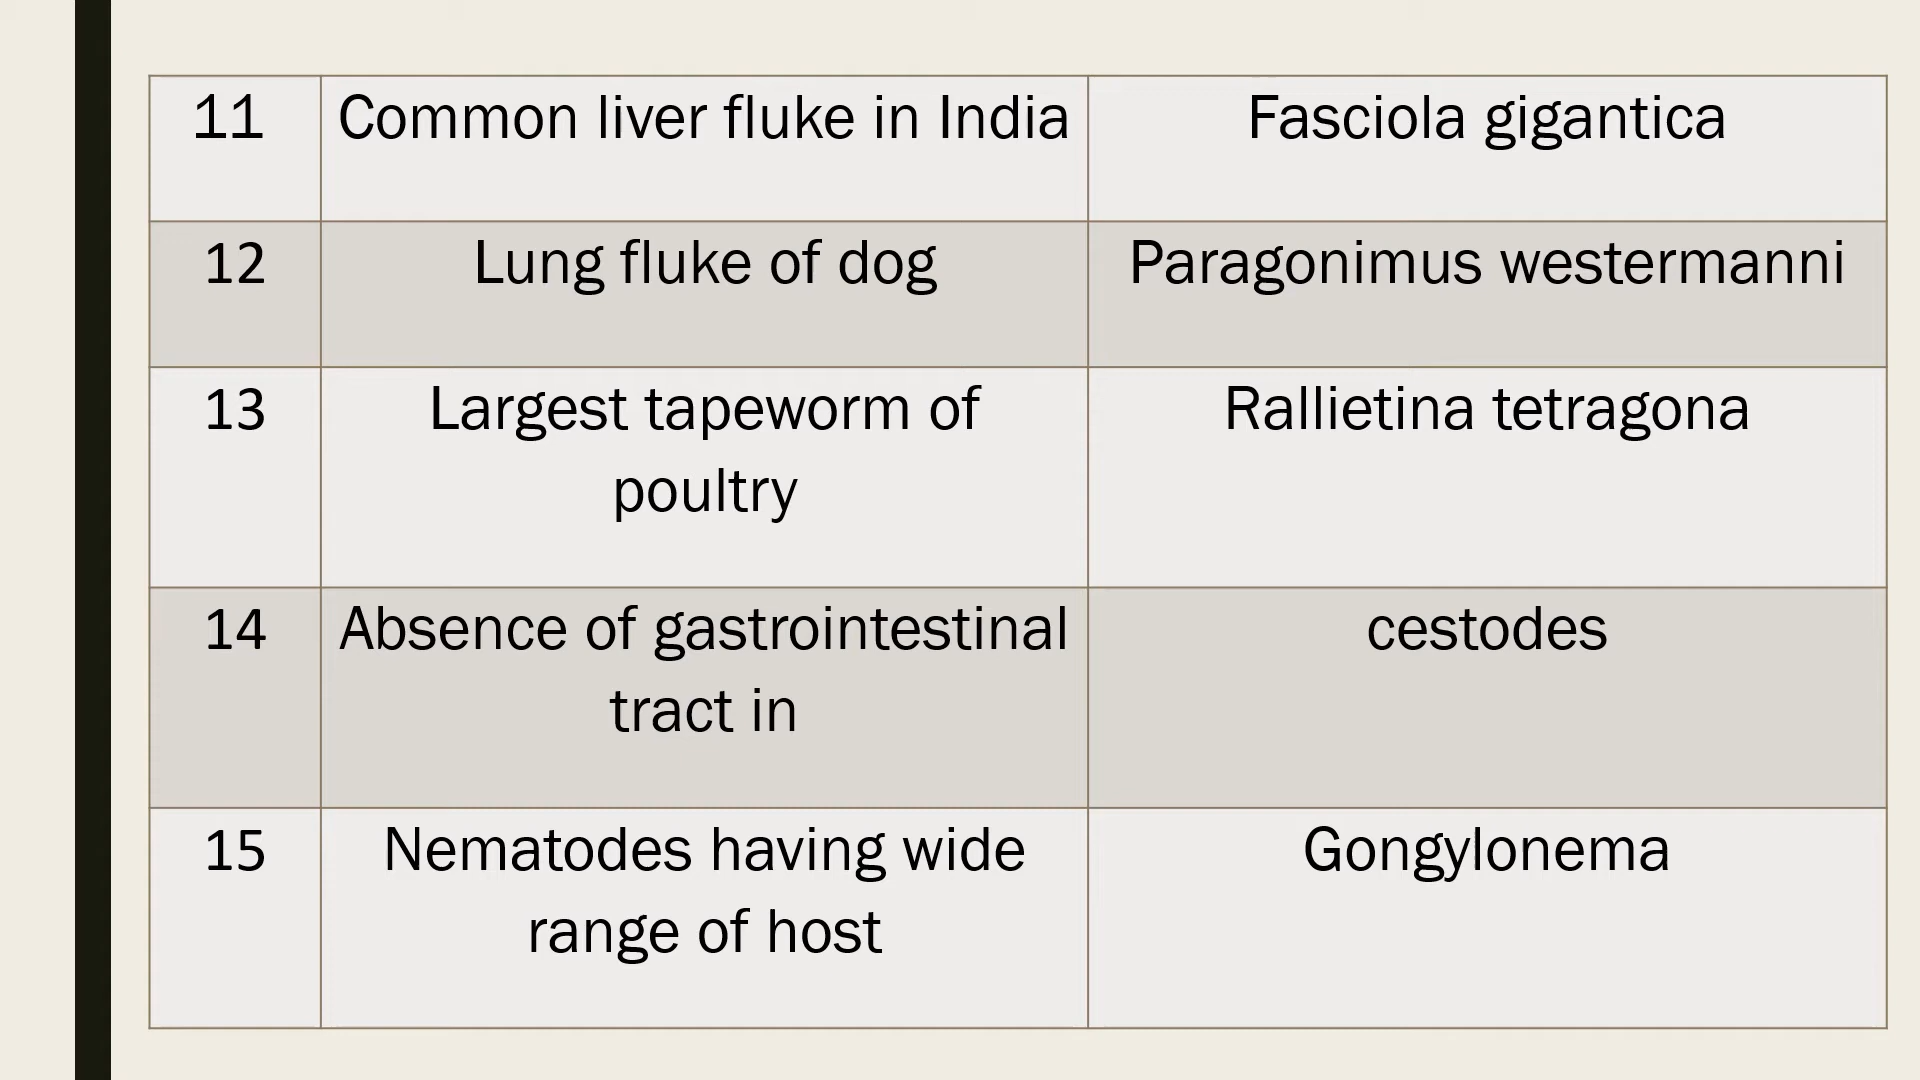 11 Common liver fluke in India Fasciola gigantica
12 Lung fluke of dog Paragonimus westermanni
13 Largest tapeworm of Rallietina tetragona
poultry
14 Absence of gastrointestinal cestodes
tract in
15 Nematodes having wide Gongylonema
range of host